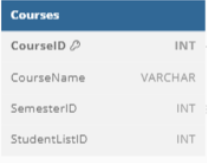 Courses
CourseID INT
CourseName VARCHAR
SemesterID INT
StudentListID INT